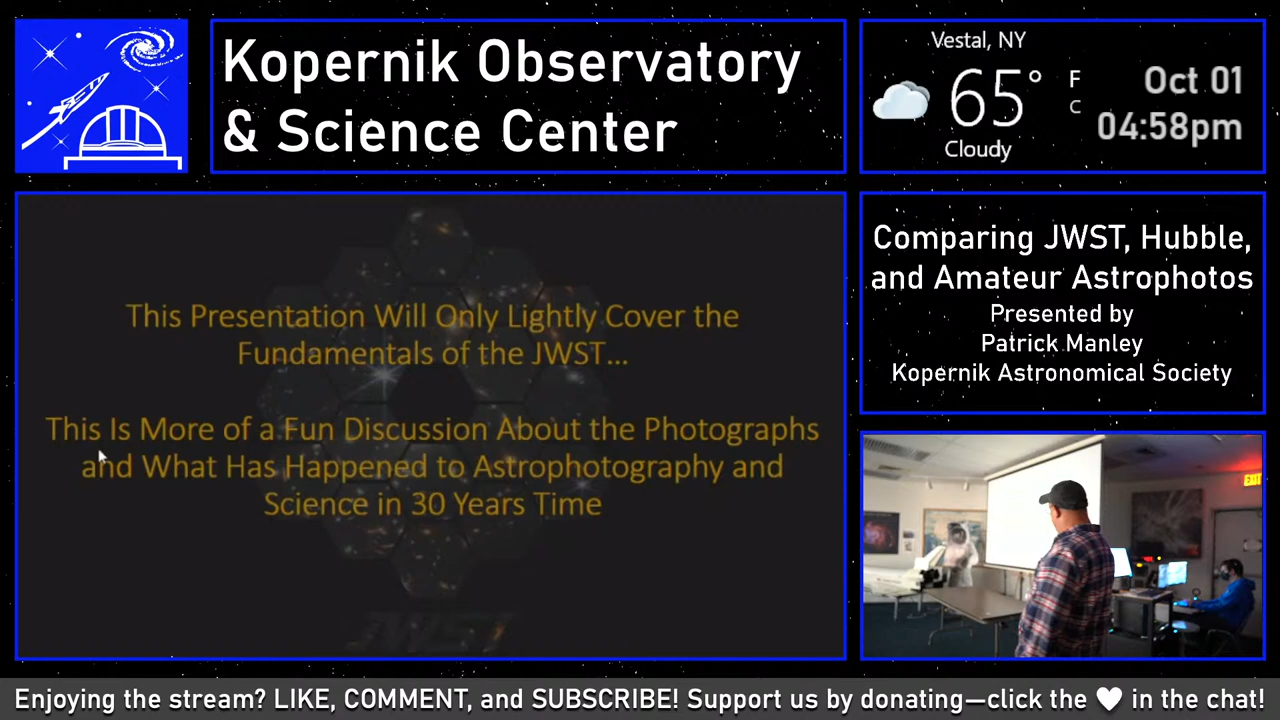 Kopernik Observatory
& Science Center
Vestal, NY
65°
F
C
Cloudy
Oct 01
04:58pm
This Presentation Will Only Lightly Cover the
Fundamentals of the JWST...
This Is More of a Fun Discussion About the Photographs
and What Has Happened to Astrophotography and
Science in 30 Years Time
JWST
Comparing JWST, Hubble,
and Amateur Astrophotos
Presented by
Patrick Manley
Kopernik Astronomical Society
EXIT
Enjoying the stream? LIKE, COMMENT, and SUBSCRIBE! Support us by donating—click the ♥ in the chat!